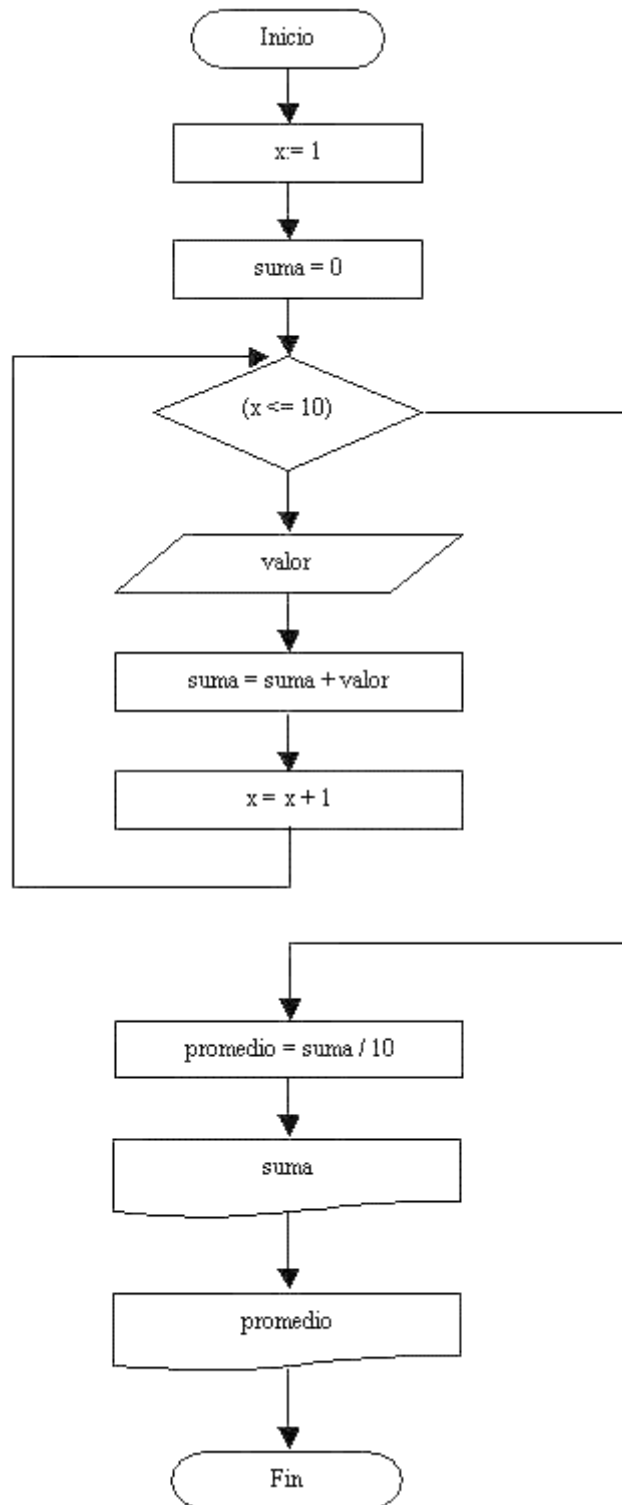 Inicio
x:= 1
suma = 0
(x <= 10)
valor
suma = suma + valor
x = x + 1
promedio = suma / 10
suma
promedio
Fin